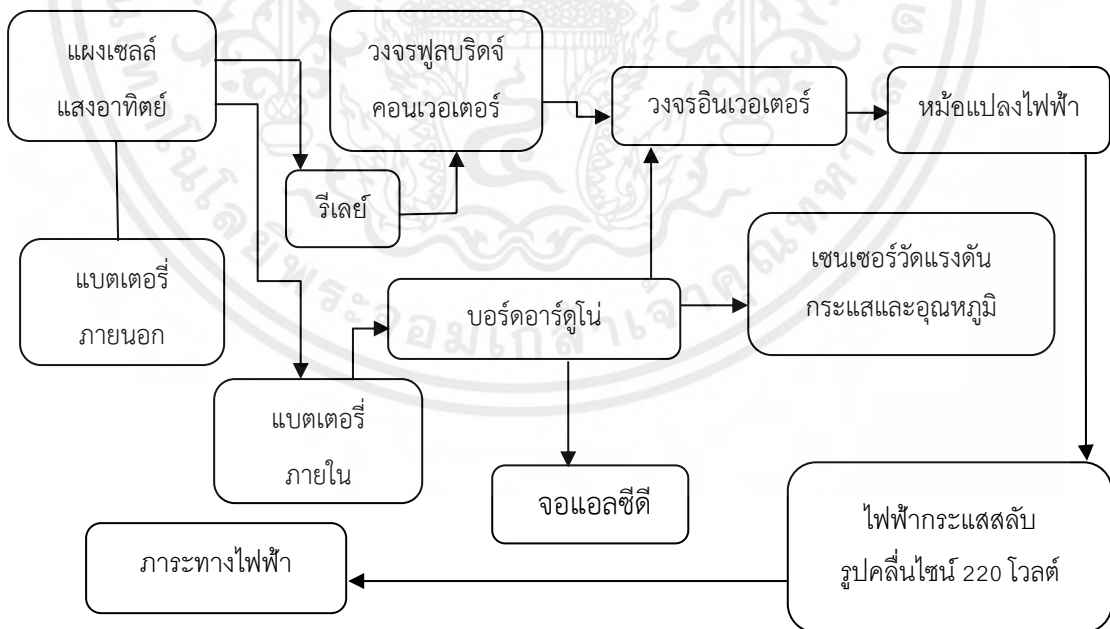 แผงเซลล์
แสงอาทิตย์
วงจรฟูลบริดจ์
คอนเวอเตอร์
วงจรอินเวอเตอร์
หม้อแปลงไฟฟ้า
รีเลย์
แบตเตอรี่
ภายนอก
บอร์ดอาร์ดูโน่
เซนเซอร์วัดแรงดัน
กระแสและอุณหภูมิ
แบตเตอรี่
ภายใน
จอแอลซีดี
ไฟฟ้ากระแสสลับ
รูปคลื่นไซน์ 220 โวลต์
ภาระทางไฟฟ้า